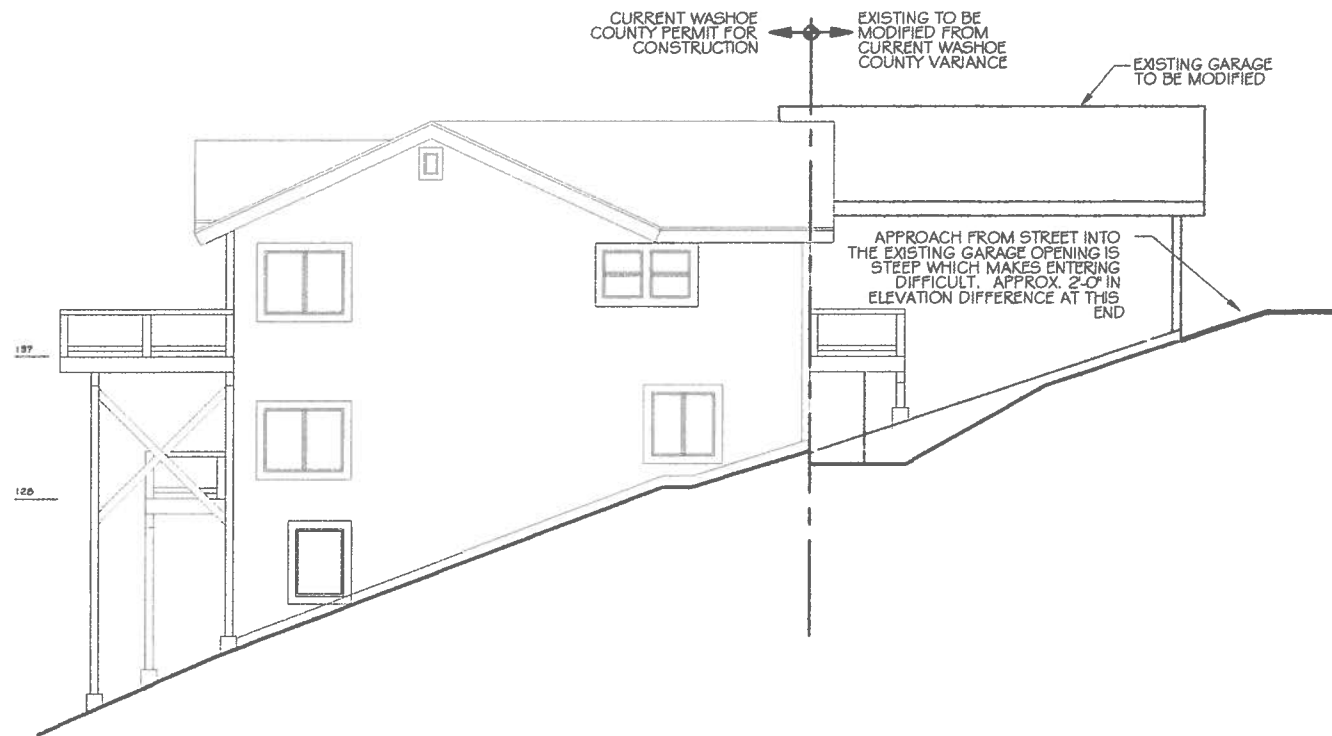 CURRENT WASHOE
COUNTY PERMIT FOR
CONSTRUCTION
EXISTING TO BE
MODIFIED FROM
CURRENT WASHOE
COUNTY VARIANCE
EXISTING GARAGE
TO BE MODIFIED
APPROACH FROM STREET INTO
THE EXISTING GARAGE OPENING IS
STEEP WHICH MAKES ENTERING
DIFFICULT. APPROX. 2'-0" IN
ELEVATION DIFFERENCE AT THIS
END
137
128